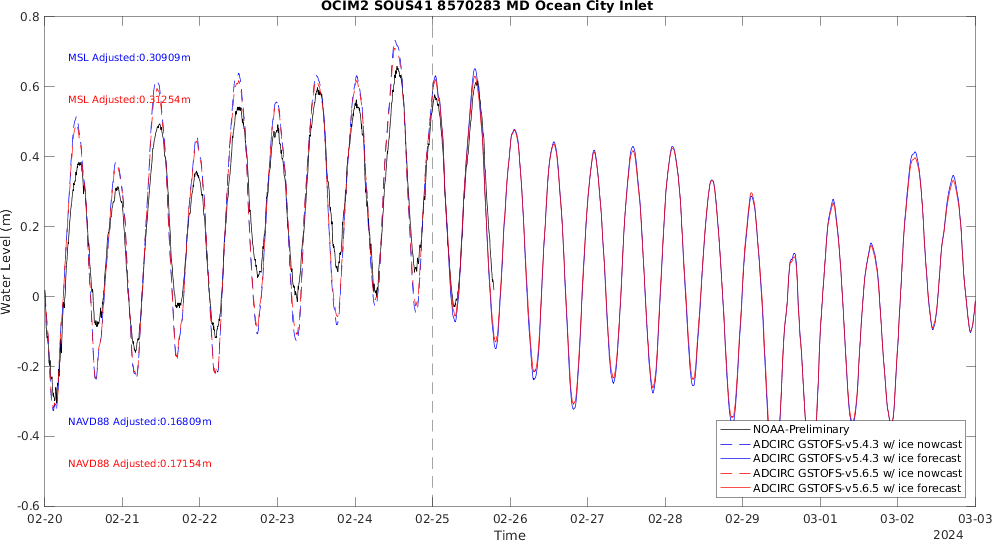 OCIM2 SOUS41 8570283 MD Ocean City Inlet
0.8
0.6
0.4
0.2
0
-0.2
-0.4
-0.6
Water Level (m)
MSL Adjusted:0.30909m
MSL Adjusted:0.31254m
NAVD88 Adjusted:0.16809m
NAVD88 Adjusted:0.17154m
NOAA-Preliminary
ADCIRC GSTOFS-v5.4.3 w/ ice nowcast
ADCIRC GSTOFS-v5.4.3 w/ ice forecast
ADCIRC GSTOFS-v5.6.5 w/ ice nowcast
ADCIRC GSTOFS-v5.6.5 w/ ice forecast
02-20 02-21 02-22 02-23 02-24 02-25 02-26 02-27 02-28 02-29 03-01 03-02 03-03
Time
2024